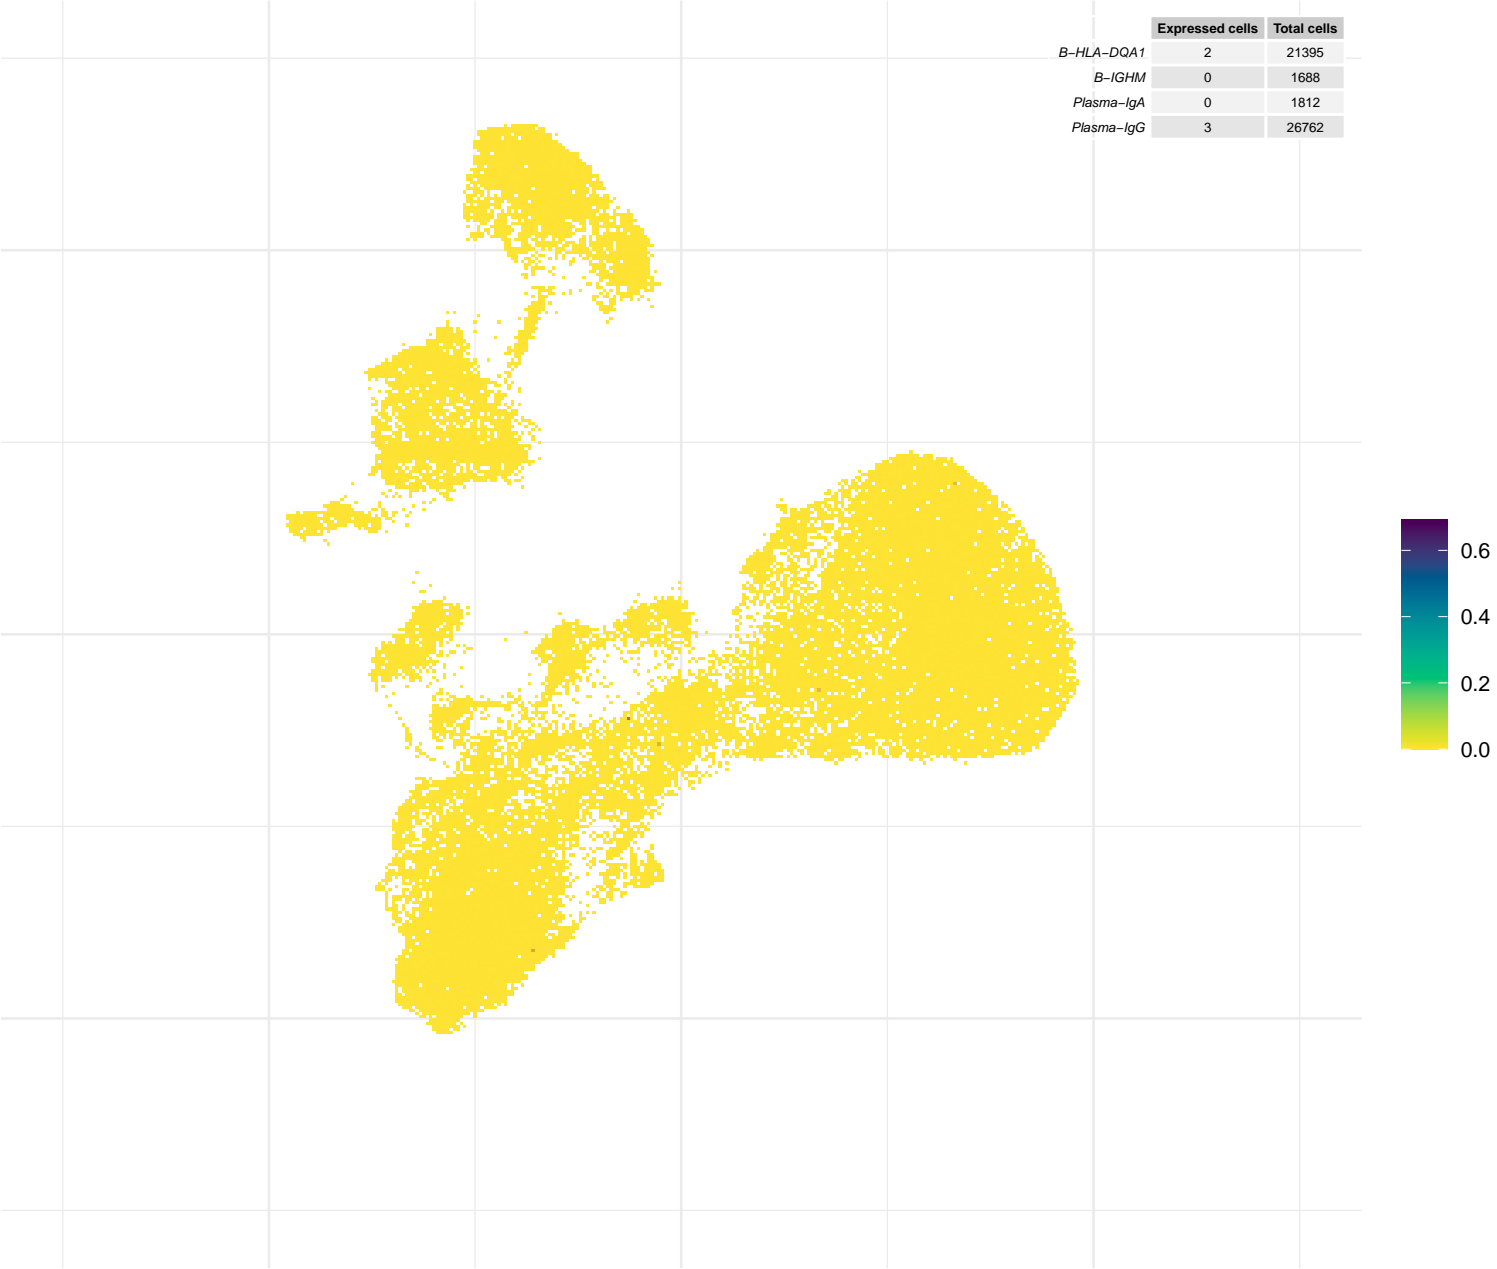 Expressed cells Total cells
B−HLA−DQA1 2 21395
B−IGHM 0 1688
Plasma−IgA 0 1812
Plasma−IgG 3 26762
0.6
0.4
0.2
0.0